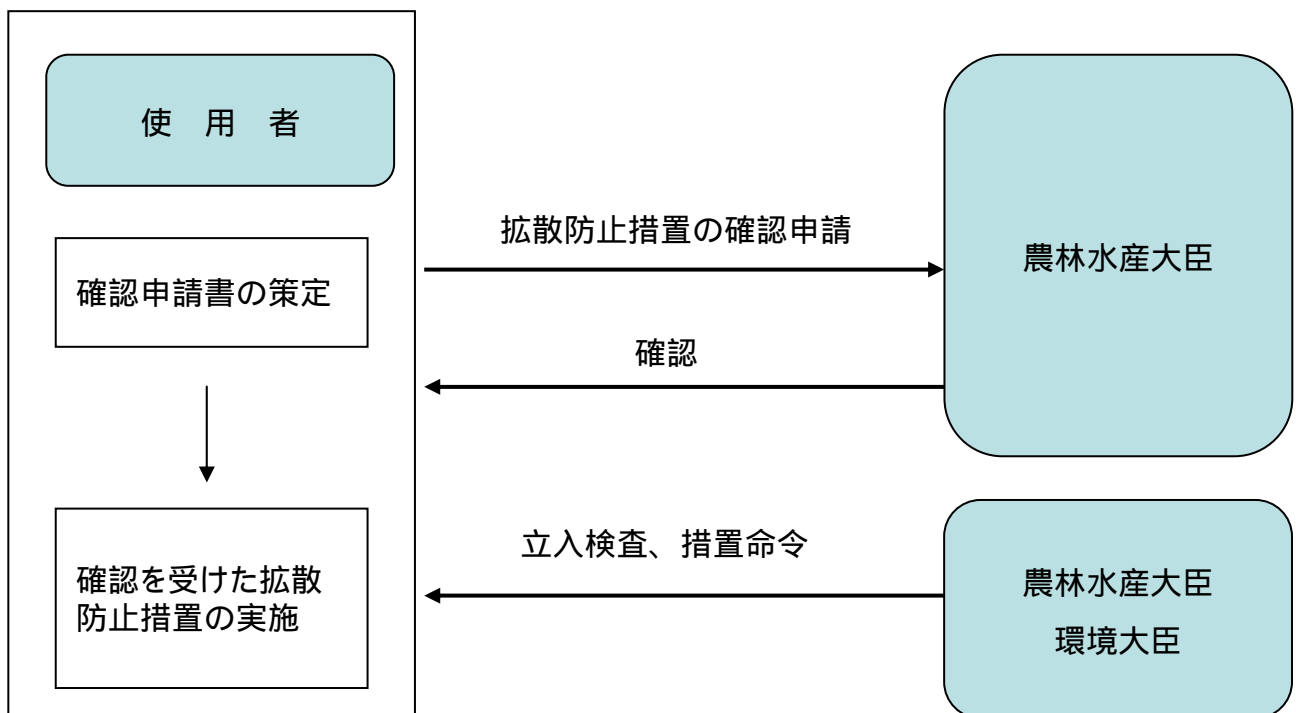 使　用　者
拡散防止措置の確認申請
農林水産大臣
確認申請書の策定
確認
立入検査、措置命令
確認を受けた拡散
防止措置の実施
農林水産大臣
環境大臣